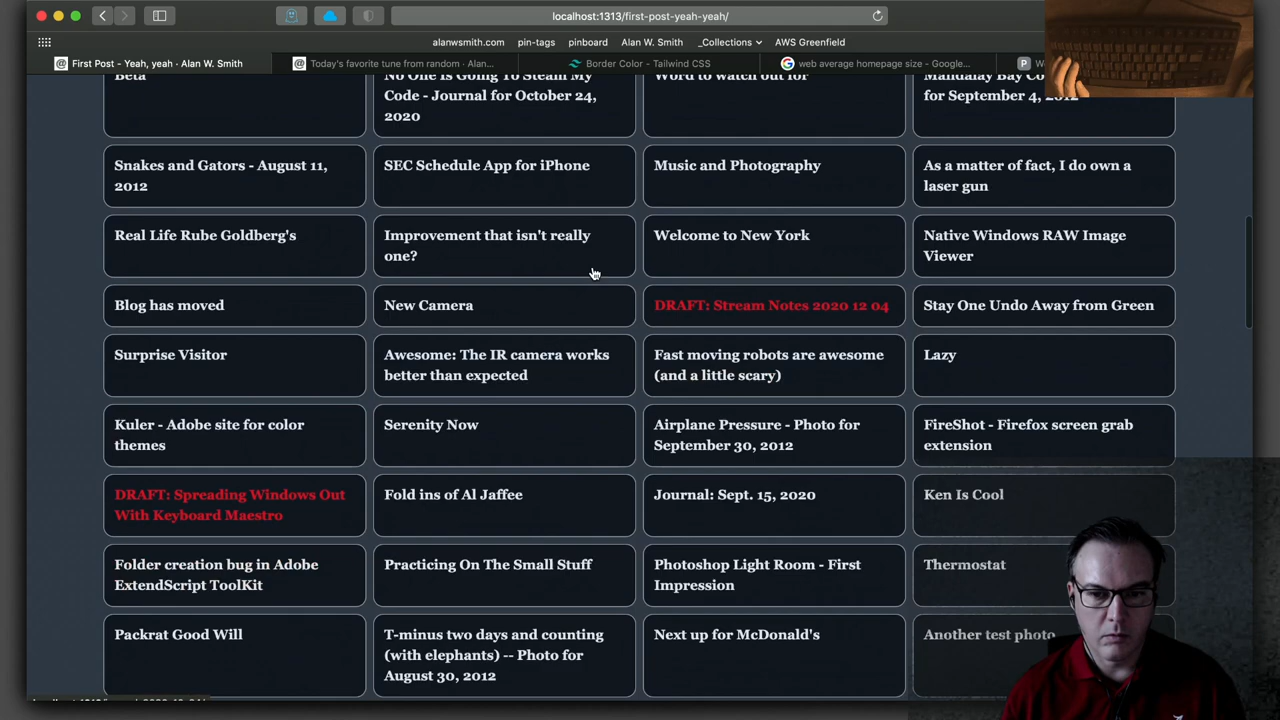 localhost:1313/first-post-yeah-yeah/
alanwsmith.com pin-tags pinboard Alan W. Smith _Collections AWS Greenfield
First Post - Yeah, yeah · Alan W. Smith
Today's favorite tune from random · Alan...
Border Color - Tailwind CSS
web average homepage size - Google...
Beta
No One Is Going To Steam My
Code - Journal for October 24,
2020
Word to watch out for
Mandalay Bay
for September 4, 2012
Snakes and Gators - August 11,
2012
SEC Schedule App for iPhone
Music and Photography
As a matter of fact, I do own a
laser gun
Real Life Rube Goldberg's
Improvement that isn't really
one?
Welcome to New York
Native Windows RAW Image
Viewer
Blog has moved
New Camera
DRAFT: Stream Notes 2020 12 04
Stay One Undo Away from Green
Surprise Visitor
Awesome: The IR camera works
better than expected
Fast moving robots are awesome
(and a little scary)
Lazy
Kuler - Adobe site for color
themes
Serenity Now
Airplane Pressure - Photo for
September 30, 2012
FireShot - Firefox screen grab
extension
DRAFT: Spreading Windows Out
With Keyboard Maestro
Fold ins of Al Jaffee
Journal: Sept. 15, 2020
Ken Is Cool
Folder creation bug in Adobe
ExtendScript ToolKit
Practicing On The Small Stuff
Photoshop Light Room - First
Impression
Thermostat
Packrat Good Will
T-minus two days and counting
(with elephants) -- Photo for
August 30, 2012
Next up for McDonald's
Another test photo